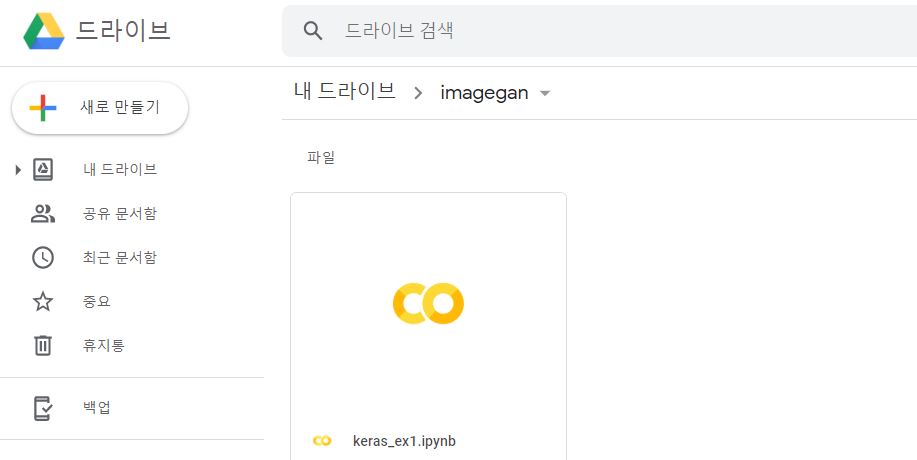 드라이브
드라이브 검색
새로 만들기
내 드라이브
공유 문서함
최근 문서함
중요
휴지통
백업
내 드라이브 > imagegan
파일
keras_ex1.ipynb